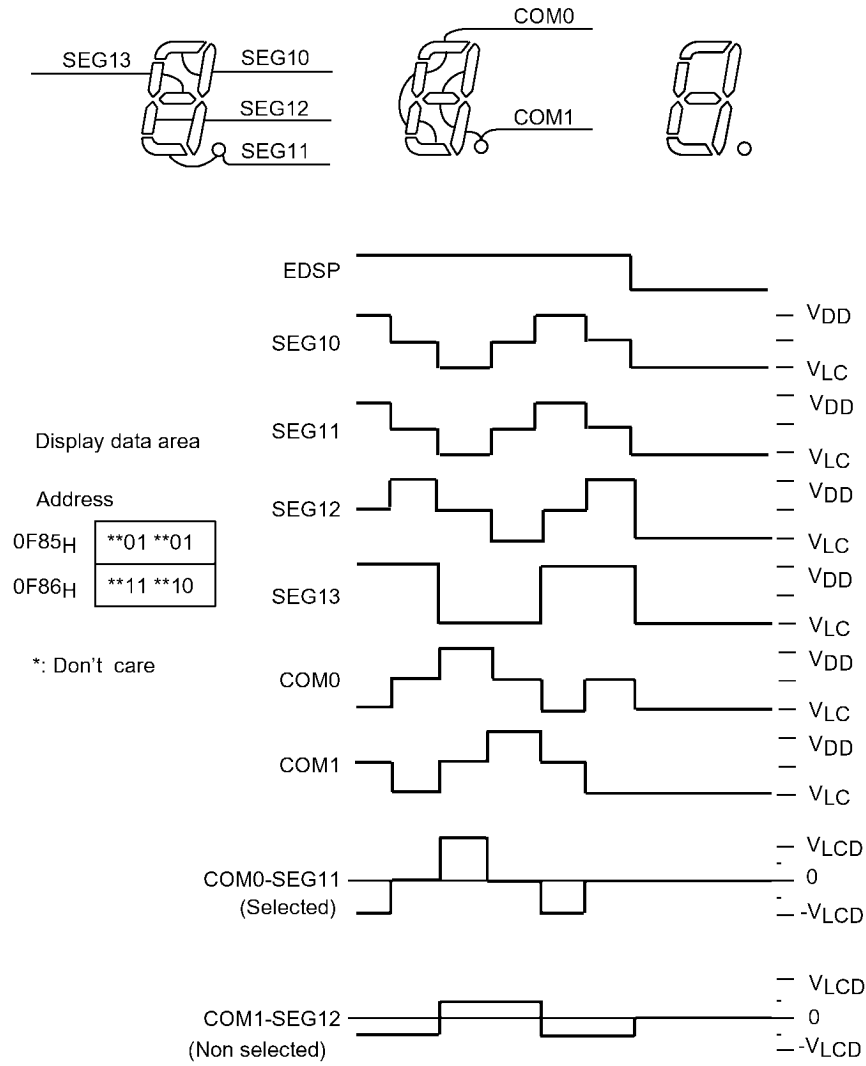 COM0
SEG13
SEG10
SEG12
COM1
SEG11
EDSP
VDD
SEG10
VLC
VDD
SEG11
Display data area
VLC
VDD
Address
SEG12
0F85H **01 **01
VLC
VDD
0F86H **11 **10
SEG13
VLC
*: Don't care
VDD
COM0
VLC
VDD
COM1
VLC
VLCD
COM0-SEG11
0
(Selected)
-VLCD
VLCD
COM1-SEG12
0
(Non selected)
-VLCD